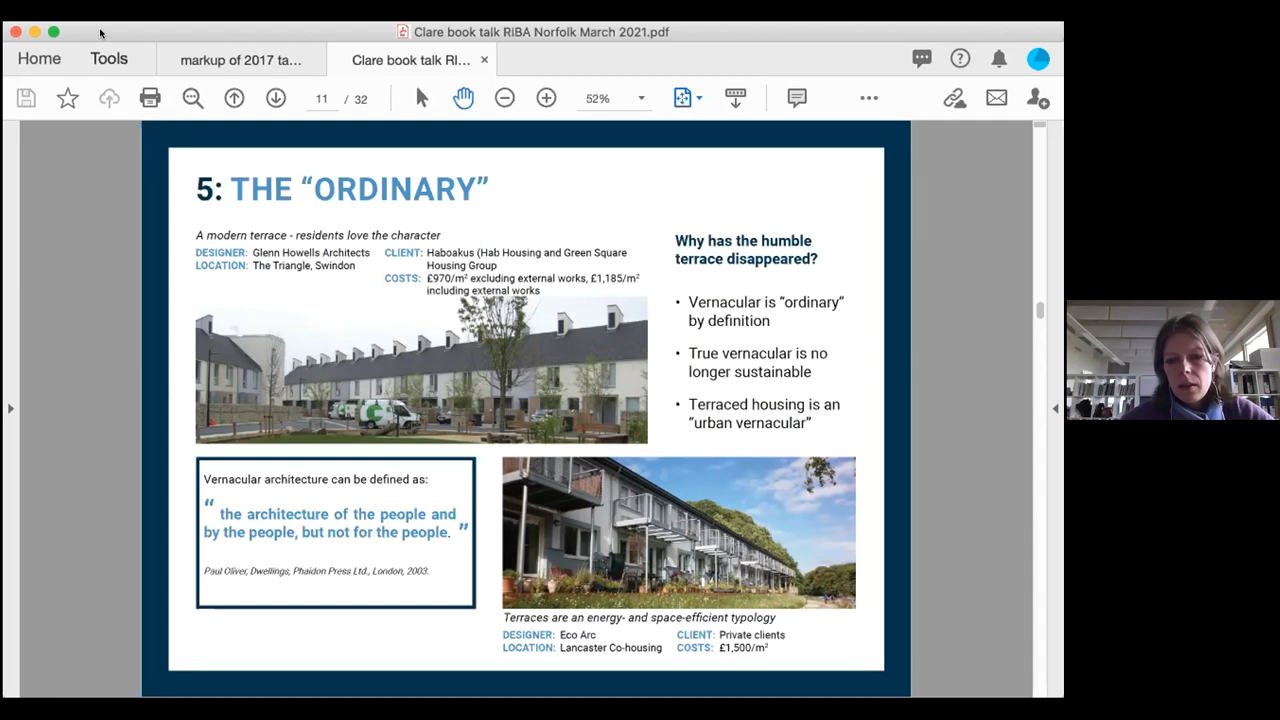 Clare book talk RIBA Norfolk March 2021.pdf
Home
Tools
markup of 2017 ta...
Clare book talk RI...
11 / 32
52%
5: THE “ORDINARY”
A modern terrace - residents love the character
DESIGNER: Glenn Howells Architects
LOCATION: The Triangle, Swindon
CLIENT: Haboakus (Hab Housing and Green Square
Housing Group
COSTS: £970/m² excluding external works, £1,185/m²
including external works
Why has the humble
terrace disappeared?
• Vernacular is “ordinary”
by definition
• True vernacular is no
longer sustainable
• Terraced housing is an
“urban vernacular”
Vernacular architecture can be defined as:
“ the architecture of the people and
by the people, but not for the people. ”
Paul Oliver, Dwellings, Phaidon Press Ltd., London, 2003.
Terraces are an energy- and space-efficient typology
DESIGNER: Eco Arc
LOCATION: Lancaster Co-housing
CLIENT: Private clients
COSTS: £1,500/m²